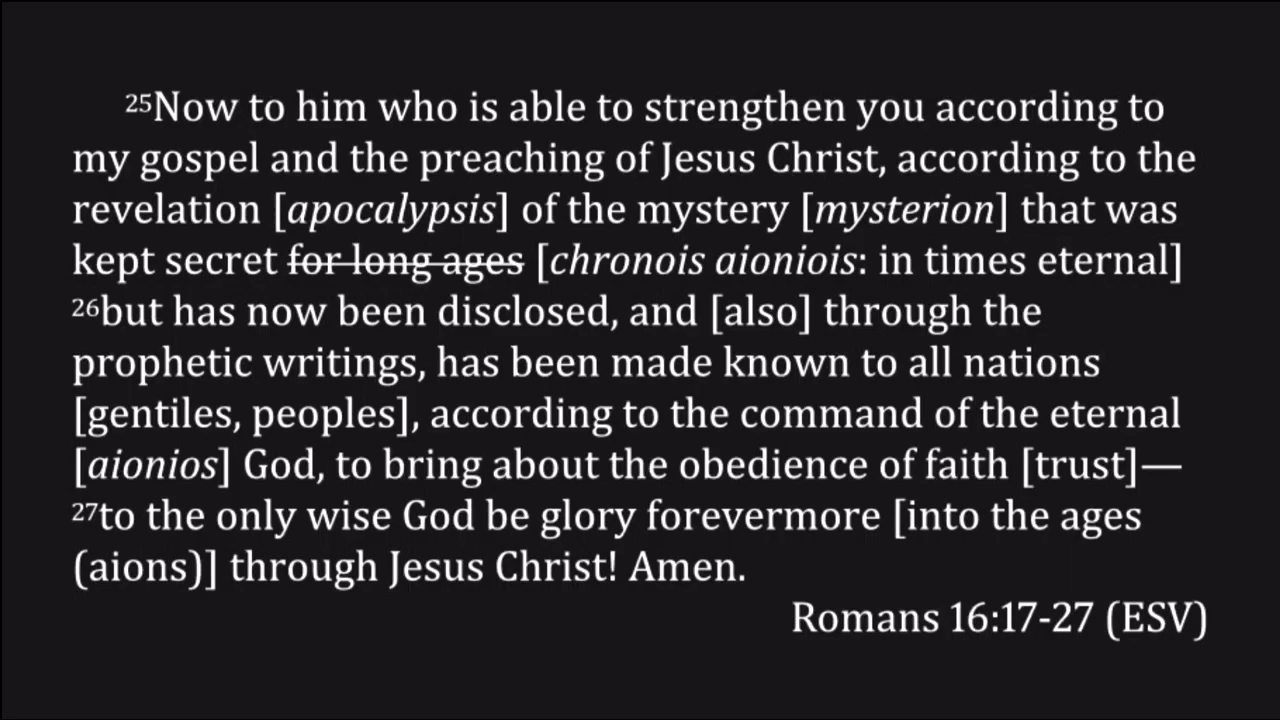 25Now to him who is able to strengthen you according to
my gospel and the preaching of Jesus Christ, according to the
revelation [apocalypsis] of the mystery [mysterion] that was
kept secret for long ages [chronois aioniois: in times eternal]
26but has now been disclosed, and [also] through the
prophetic writings, has been made known to all nations
[gentiles, peoples], according to the command of the eternal
[aionios] God, to bring about the obedience of faith [trust]—
27to the only wise God be glory forevermore [into the ages
(aions)] through Jesus Christ! Amen.
Romans 16:17-27 (ESV)